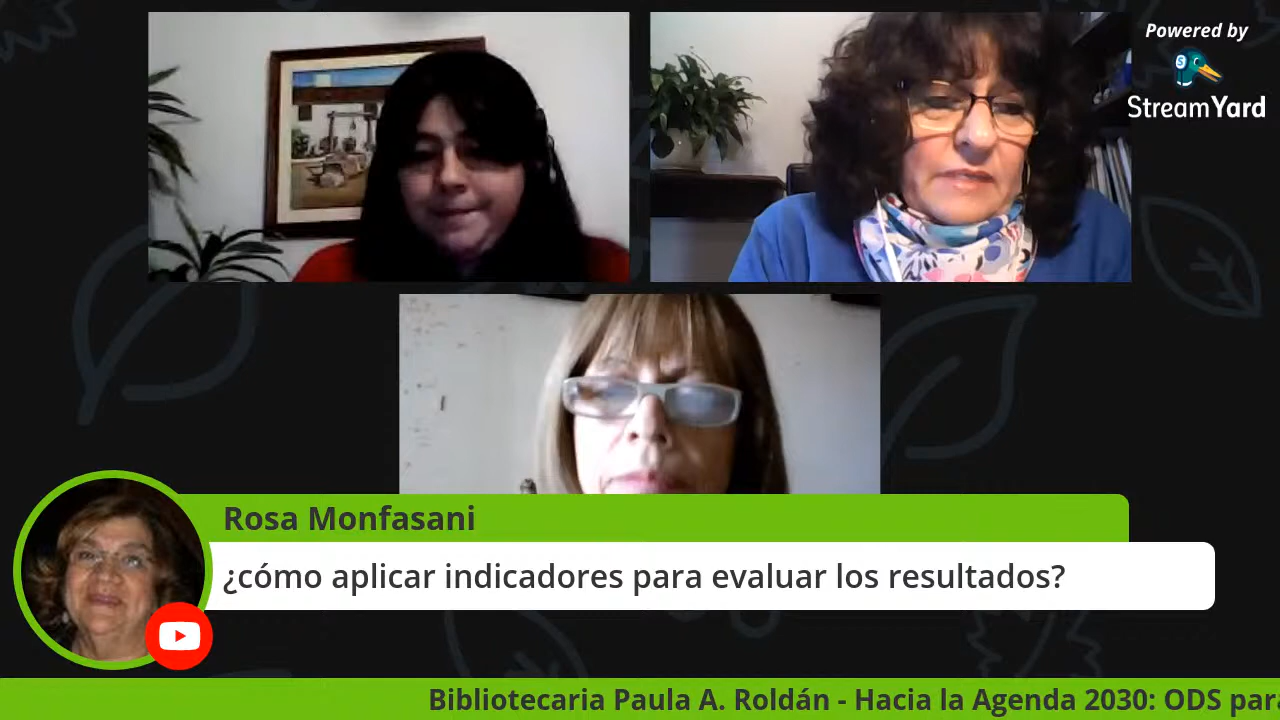 Powered by
StreamYard
Rosa Monfasani
¿cómo aplicar indicadores para evaluar los resultados?
Bibliotecaria Paula A. Roldán - Hacia la Agenda 2030: ODS par